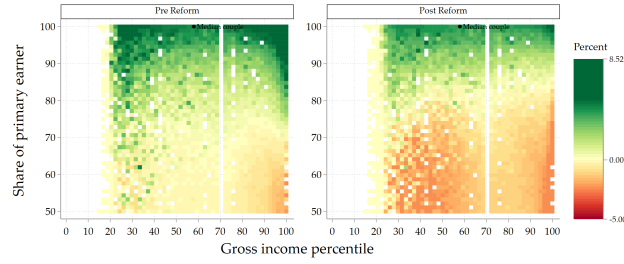 Pre Reform
Post Reform
Share of primary earner
100
90
80
70
60
50
Median couple
0 10 20 30 40 50 60 70 80 90 100
100
90
80
70
60
50
Median couple
0 10 20 30 40 50 60 70 80 90 100
Gross income percentile
Percent
8.52
0.00
-5.00